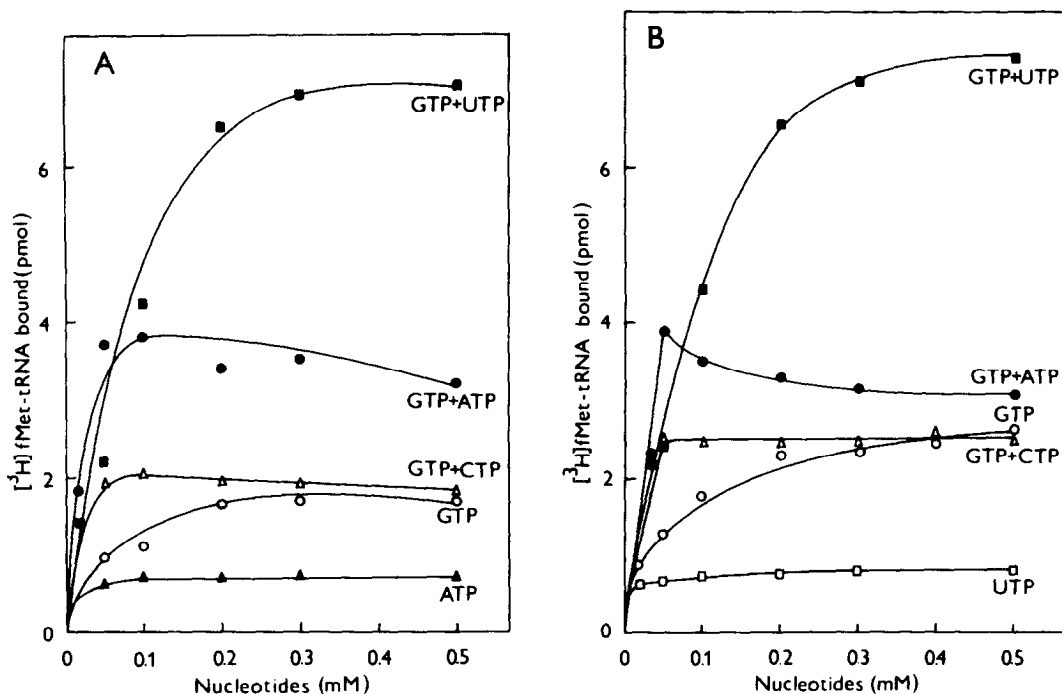 A
[³H] fMet-tRNA bound (pmol)
6
4
2
0
GTP+UTP
GTP+ATP
GTP+CTP
GTP
ATP
0 0.1 0.2 0.3 0.4 0.5
Nucleotides (mM)
B
[³H] fMet-tRNA bound (pmol)
6
4
2
0
GTP+UTP
GTP+ATP
GTP
GTP+CTP
UTP
0 0.1 0.2 0.3 0.4 0.5
Nucleotides (mM)